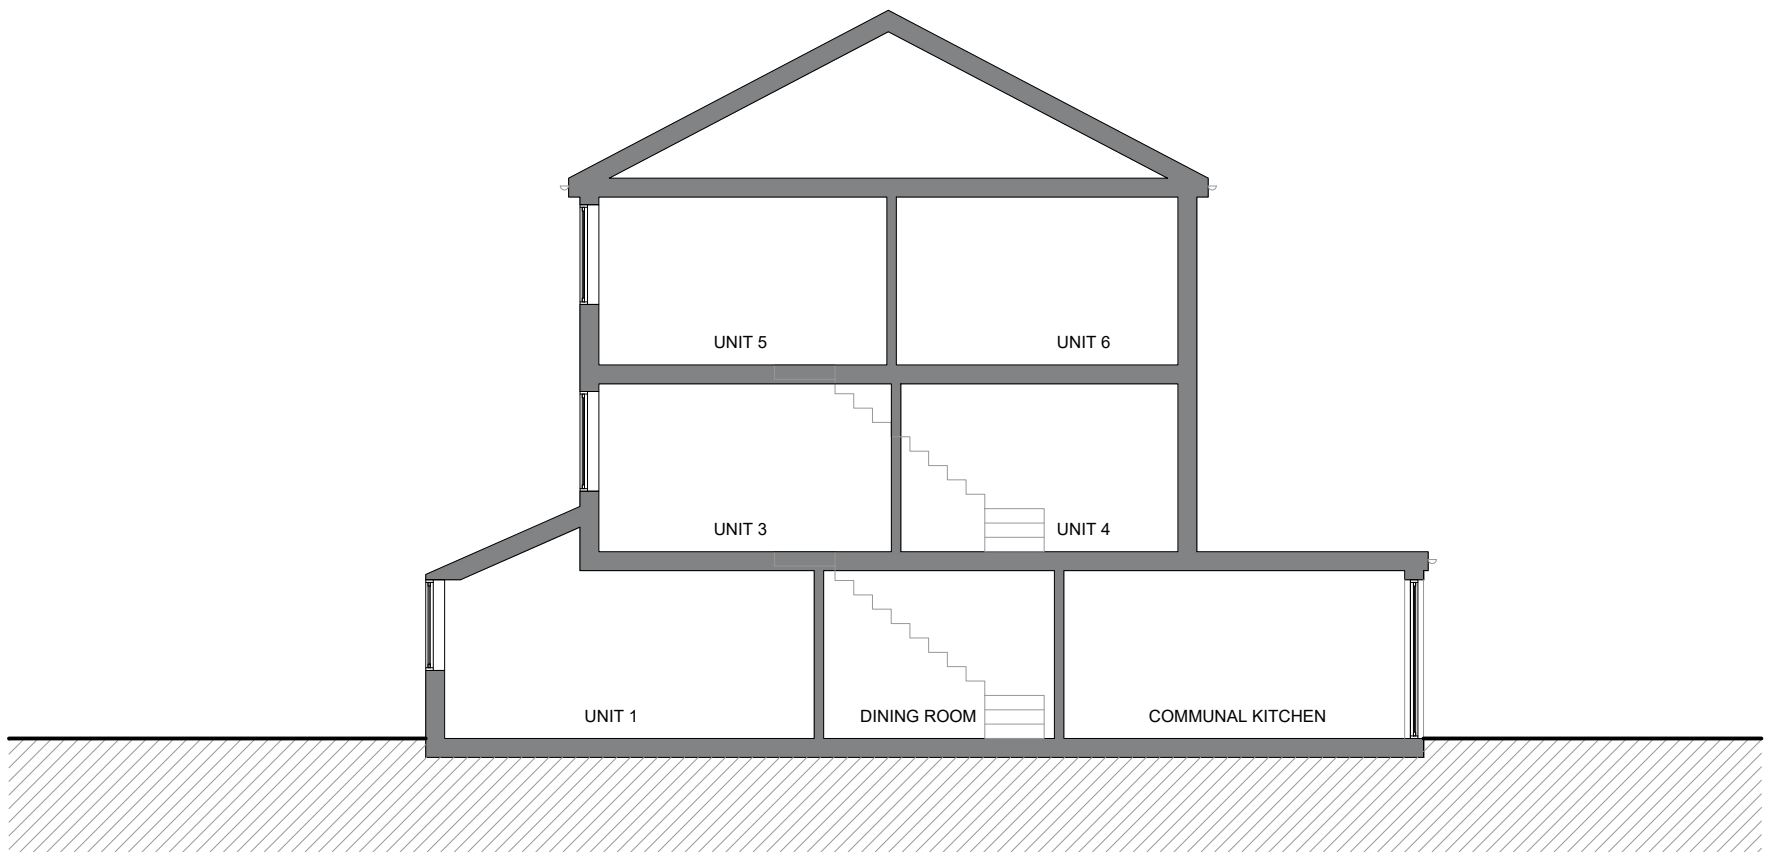 UNIT 5
UNIT 6
UNIT 3
UNIT 4
UNIT 1
DINING ROOM
COMMUNAL KITCHEN